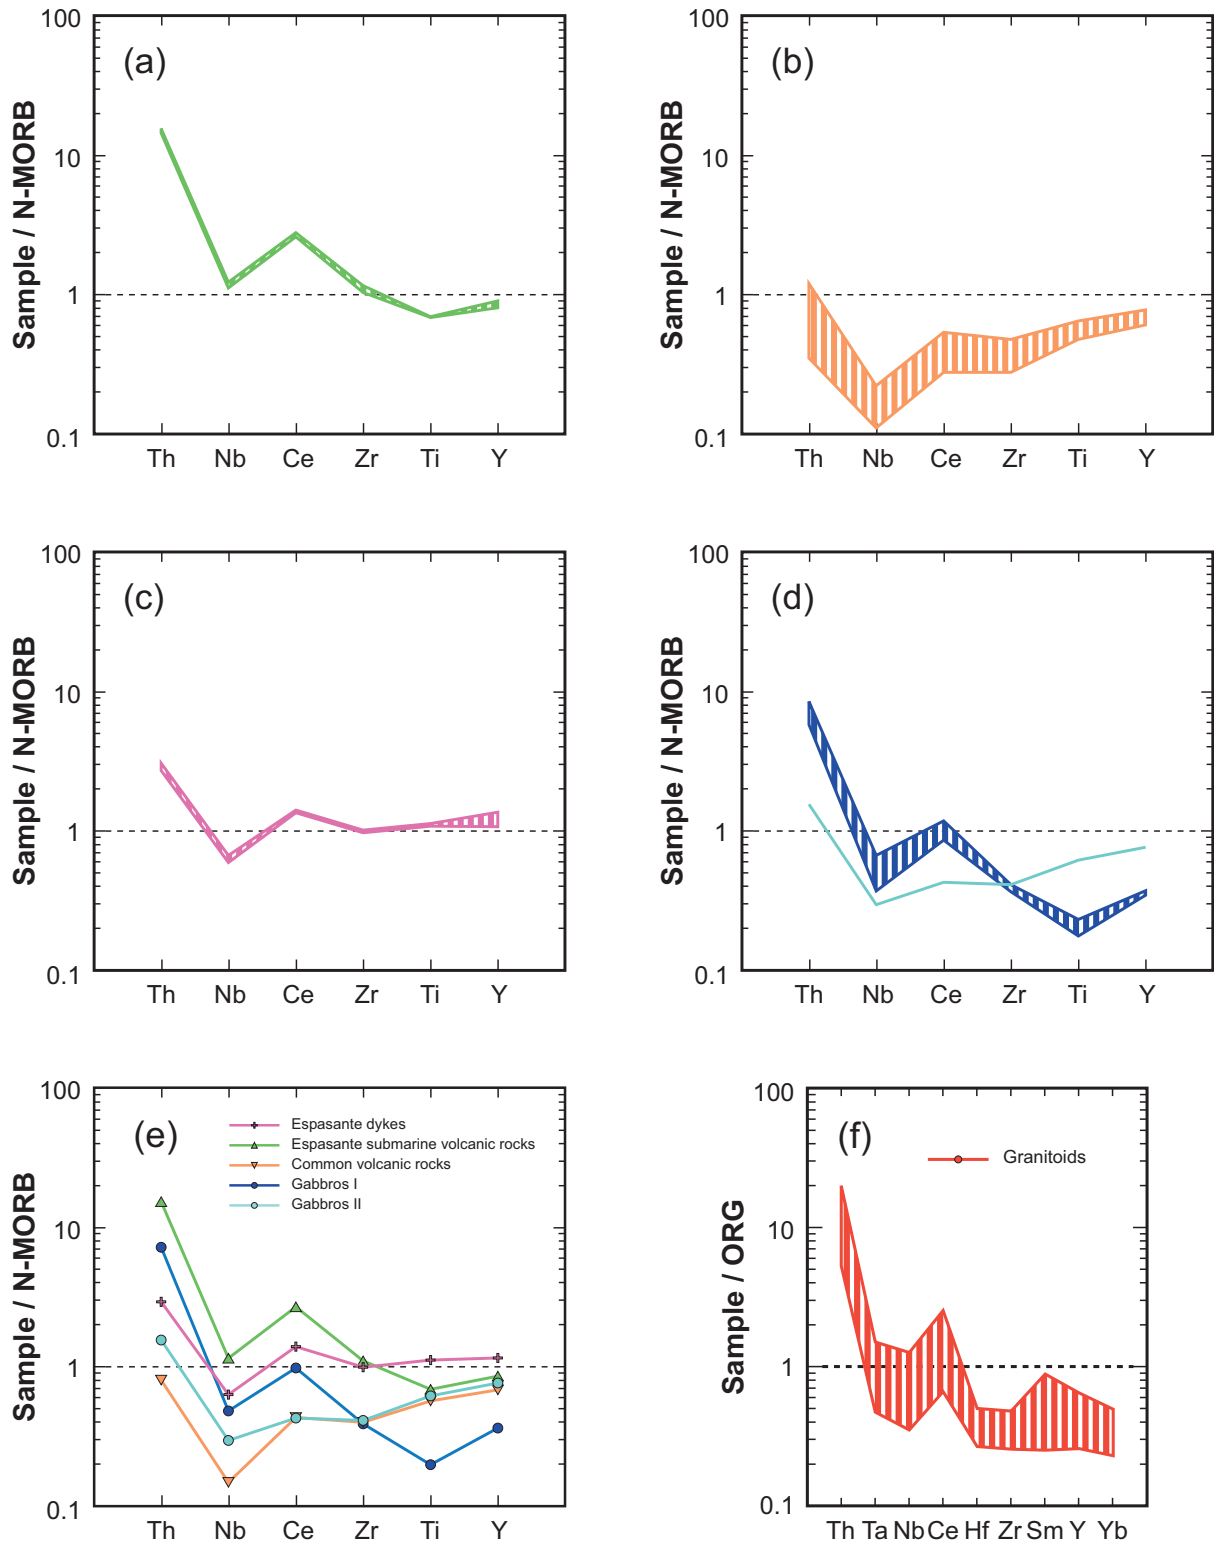 (a)
Sample / N-MORB
100
10
1
0.1
Th Nb Ce Zr Ti Y
(b)
Sample / N-MORB
100
10
1
0.1
Th Nb Ce Zr Ti Y
(c)
Sample / N-MORB
100
10
1
0.1
Th Nb Ce Zr Ti Y
(d)
Sample / N-MORB
100
10
1
0.1
Th Nb Ce Zr Ti Y
(e)
Sample / N-MORB
100
10
1
0.1
Espasante dykes
Espasante submarine volcanic rocks
Common volcanic rocks
Gabbros I
Gabbros II
Th Nb Ce Zr Ti Y
(f)
Sample / ORG
100
10
1
0.1
Granitoids
Th Ta Nb Ce Hf Zr Sm Y Yb